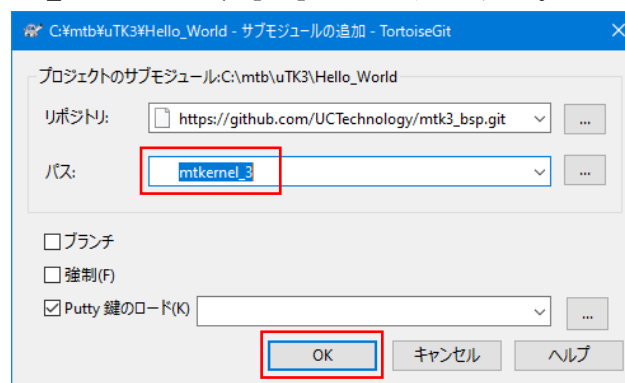 C:¥mtb¥uTK3¥Hello_World - サブモジュールの追加 - TortoiseGit
プロジェクトのサブモジュール:C:\mtb\uTK3\Hello_World
リポジトリ: https://github.com/UCTechnology/mtk3_bsp.git ...
パス: mtkernel_3 ...
ブランチ
強制(F)
Putty 鍵のロード(K) ...
OK キャンセル ヘルプ